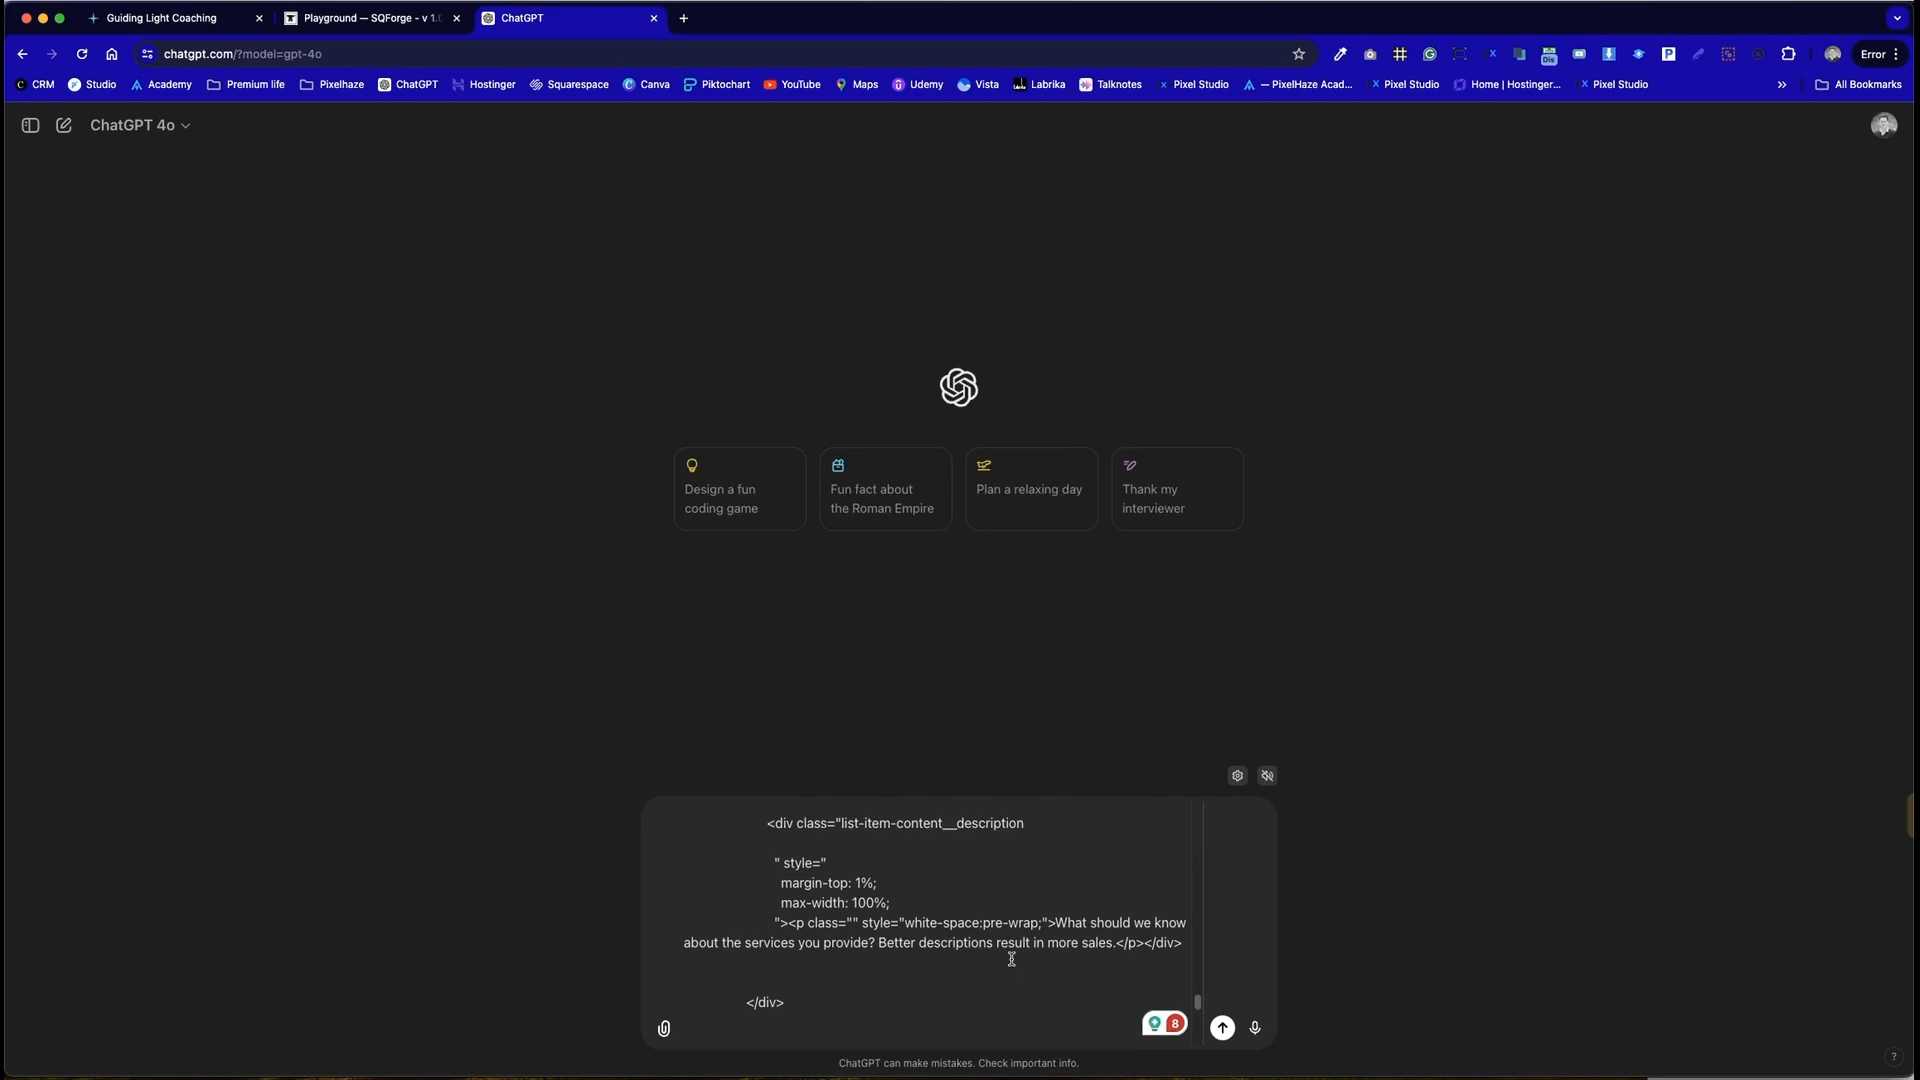 Guiding Light Coaching
Playground — SQForge - v 1.0
ChatGPT
chatgpt.com/?model=gpt-4o
Error
CRM
Studio
Academy
Premium life
Pixelhaze
ChatGPT
Hostinger
Squarespace
Canva
Piktochart
YouTube
Maps
Udemy
Vista
Labrika
Talknotes
Pixel Studio
— PixelHaze Acad...
Pixel Studio
Home | Hostinger...
Pixel Studio
All Bookmarks
ChatGPT 4o
Design a fun
coding game
Fun fact about
the Roman Empire
Plan a relaxing day
Thank my
interviewer
<div class="list-item-content__description
" style="
margin-top: 1%;
max-width: 100%;
"><p class="" style="white-space:pre-wrap;">What should we know
about the services you provide? Better descriptions result in more sales.</p></div>
</div>
8
ChatGPT can make mistakes. Check important info.
?